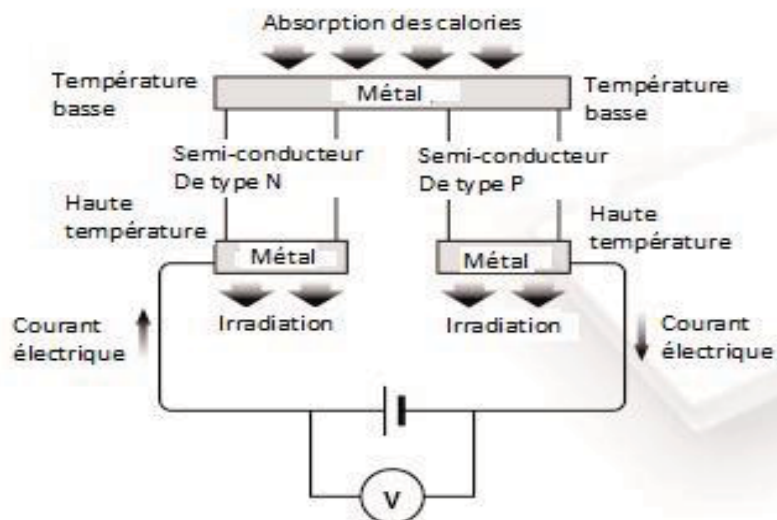 Absorption des calories
Température
basse
Métal
Température
basse
Semi-conducteur
De type N
Semi-conducteur
De type P
Haute
température
Haute
température
Métal
Métal
Irradiation
Irradiation
Courant
électrique
Courant
électrique
V